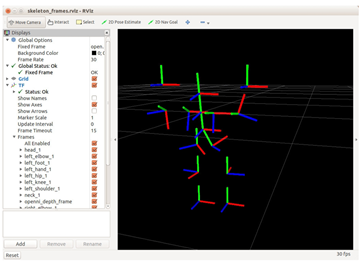 skeleton_frames.rviz - RViz
Move Camera Interact Select 2D Pose Estimate 2D Nav Goal
Displays
Global Options
Fixed Frame open.
Background Color 0; 0
Frame Rate 30
Global Status: Ok
Fixed Frame OK
Grid
TF
Status: Ok
Show Names
Show Axes
Show Arrows
Marker Scale 1
Update Interval 0
Frame Timeout 15
Frames
All Enabled
head_1
left_elbow_1
left_foot_1
left_hand_1
left_hip_1
left_knee_1
left_shoulder_1
neck_1
openni_depth_frame
right_elbow_1
Add Remove Rename
Reset 30 fps